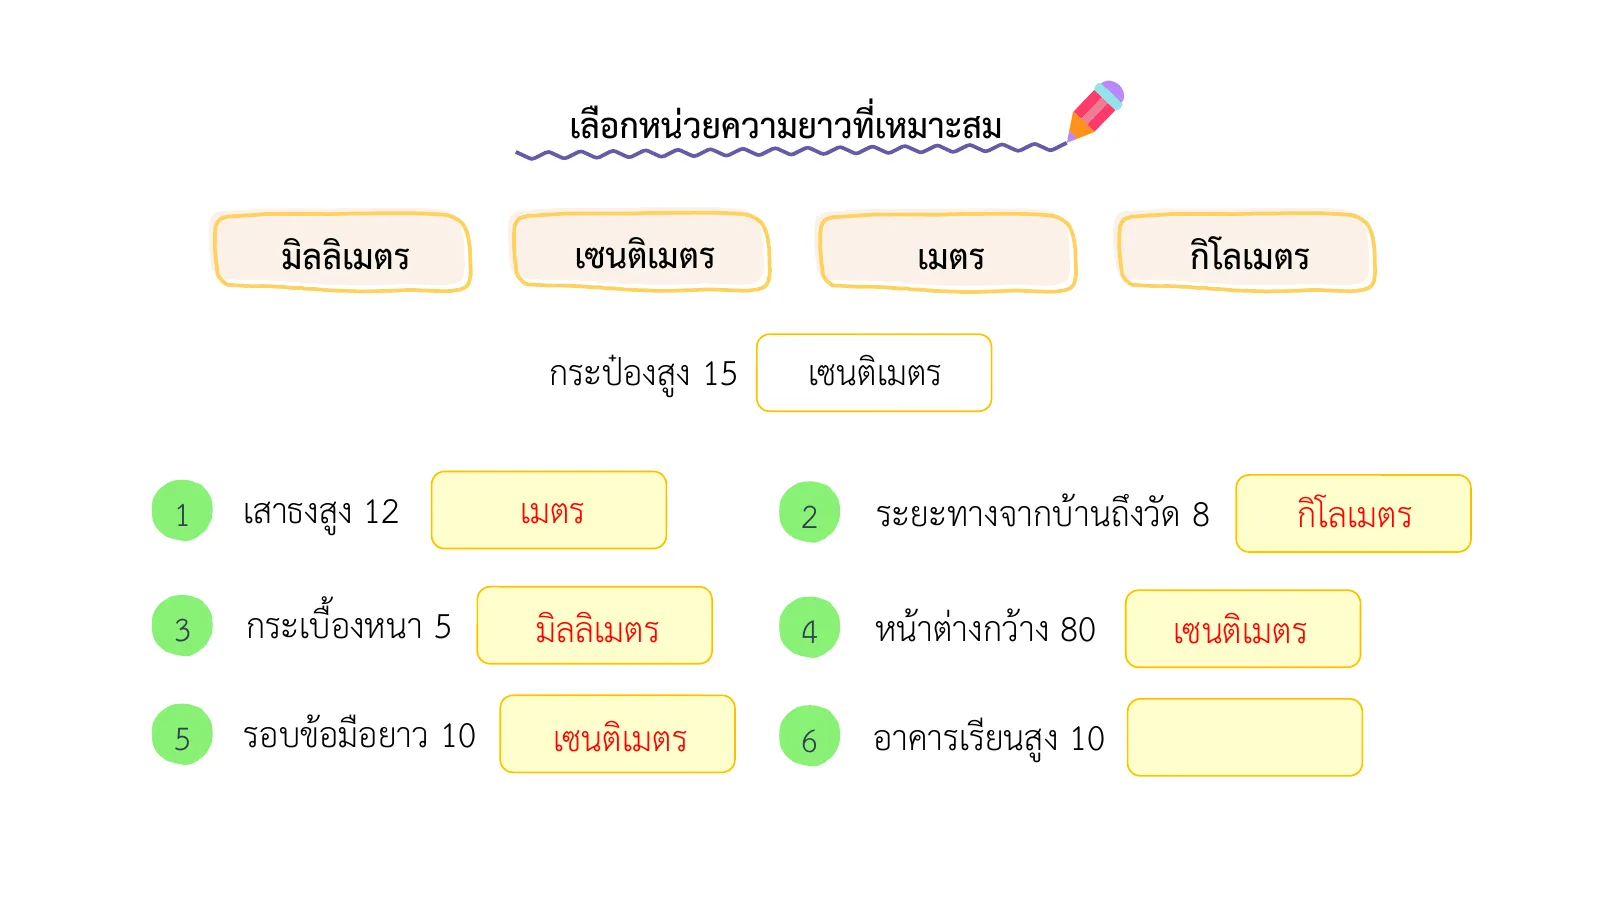 เลือกหน่วยความยาวที่เหมาะสม
มิลลิเมตร เซนติเมตร เมตร กิโลเมตร
กระป๋องสูง 15 เซนติเมตร
1 เสาธงสูง 12 เมตร
2 ระยะทางจากบ้านถึงวัด 8 กิโลเมตร
3 กระเบื้องหนา 5 มิลลิเมตร
4 หน้าต่างกว้าง 80 เซนติเมตร
5 รอบข้อมือยาว 10 เซนติเมตร
6 อาคารเรียนสูง 10